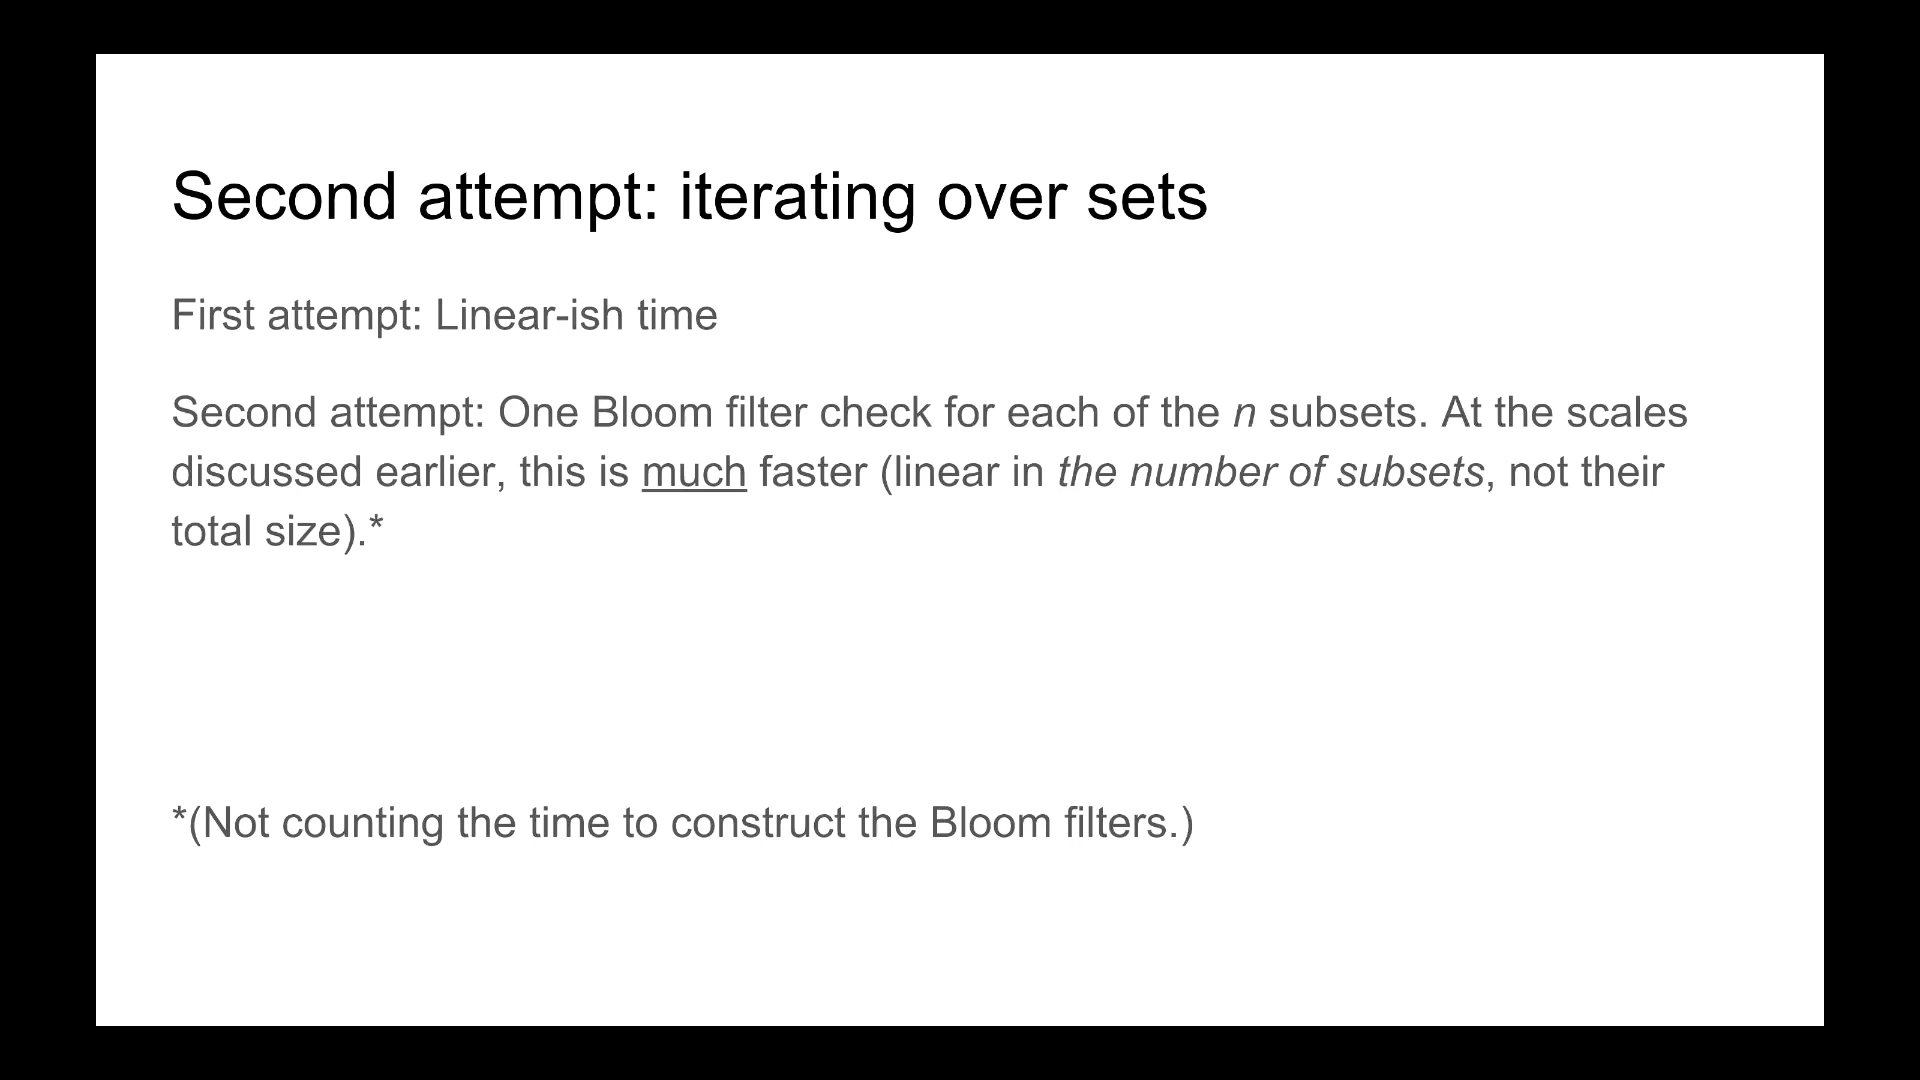 Second attempt: iterating over sets
First attempt: Linear-ish time
Second attempt: One Bloom filter check for each of the n subsets. At the scales
discussed earlier, this is much faster (linear in the number of subsets, not their
total size).*
*(Not counting the time to construct the Bloom filters.)